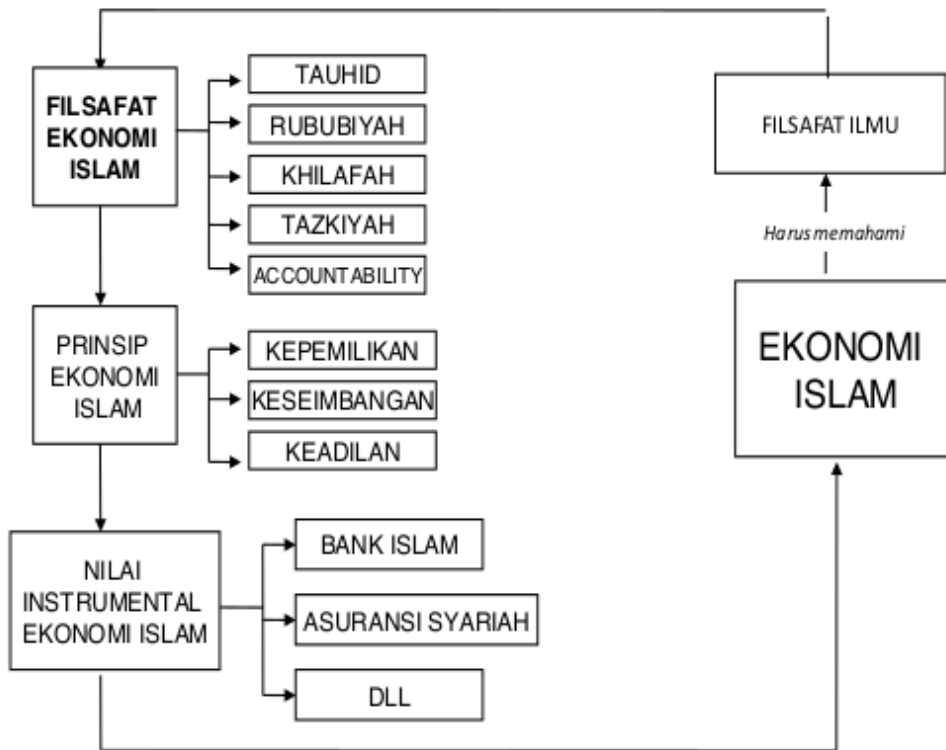 FILSAFAT
EKONOMI
ISLAM
TAUHID
RUBUBIYAH
KHILAFAH
TAZKIYAH
ACCOUNTABILITY
PRINSIP
EKONOMI
ISLAM
KEPEMILIKAN
KESEIMBANGAN
KEADILAN
NILAI
INSTRUMENTAL
EKONOMI ISLAM
BANK ISLAM
ASURANSI SYARIAH
DLL
FILSAFAT ILMU
Harus memahami
EKONOMI
ISLAM